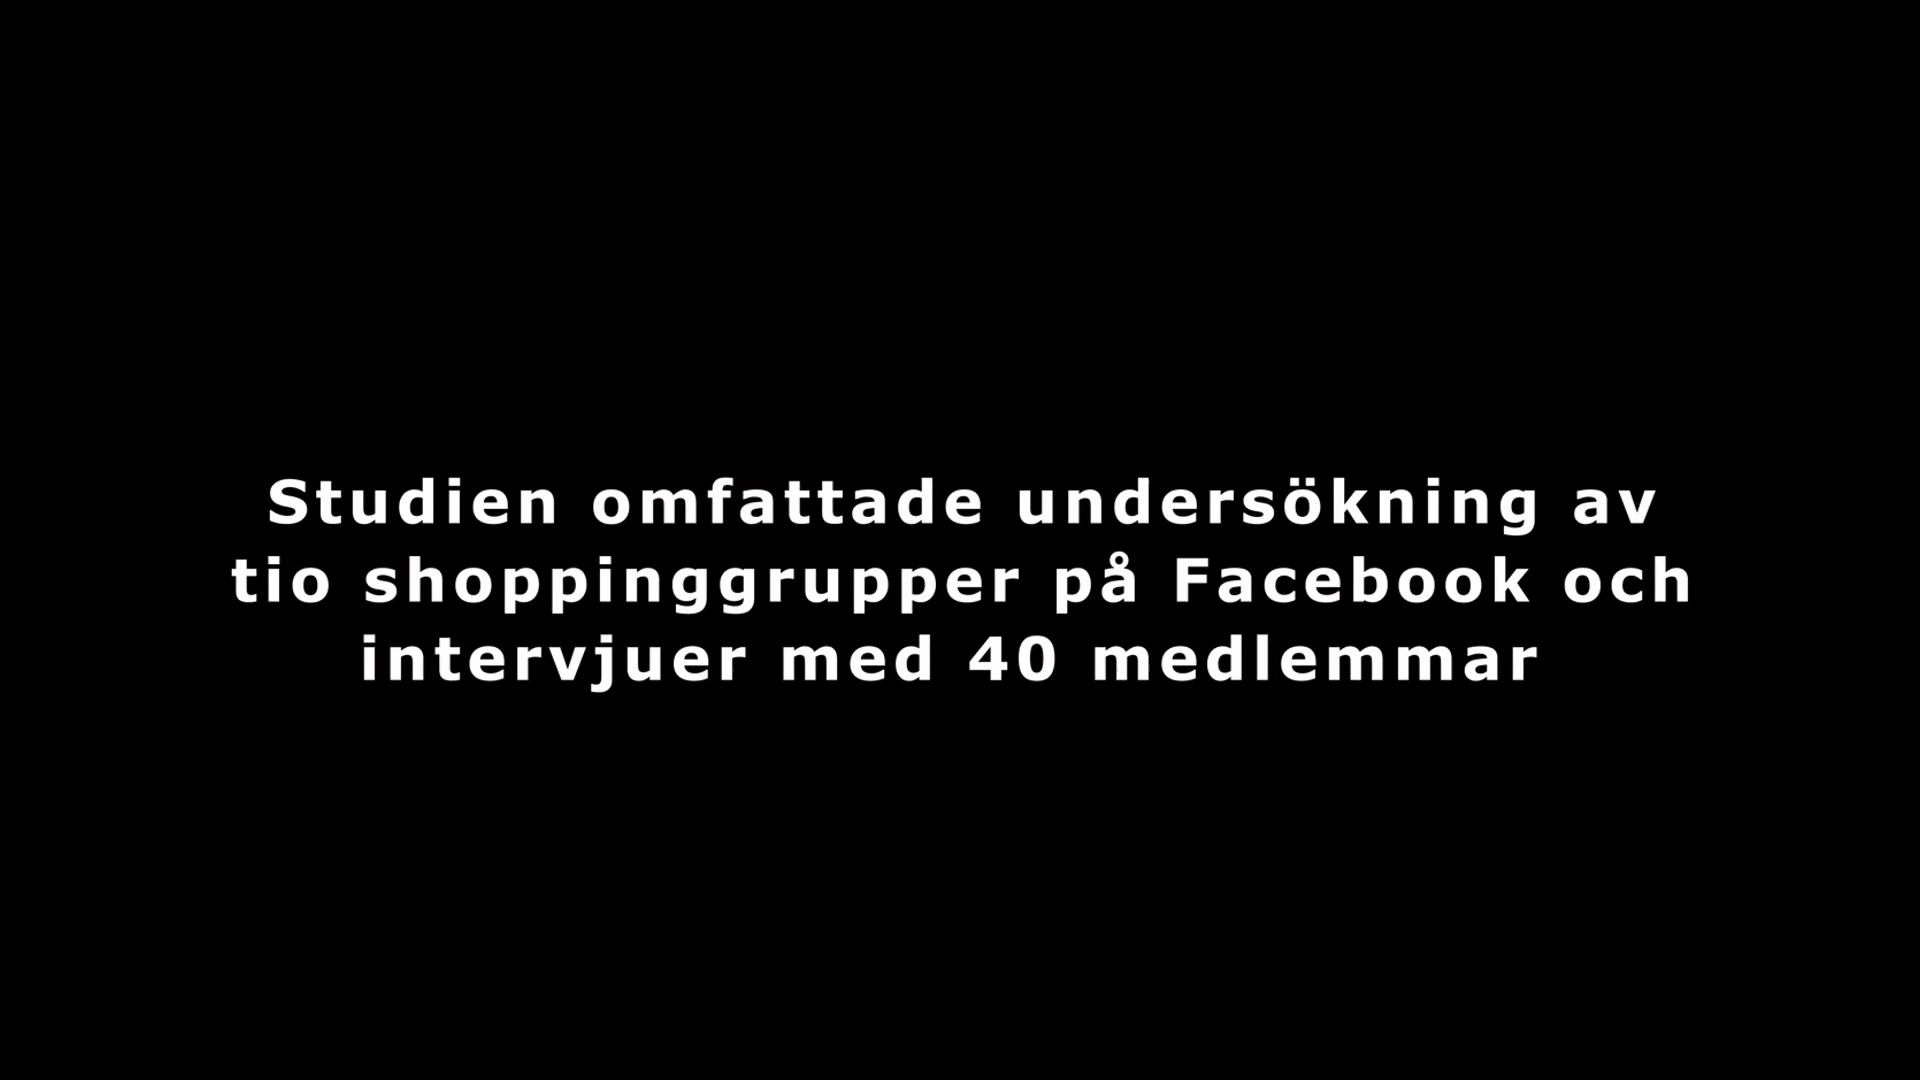 Studien omfattade undersökning av
tio shoppinggrupper på Facebook och
intervjuer med 40 medlemmar